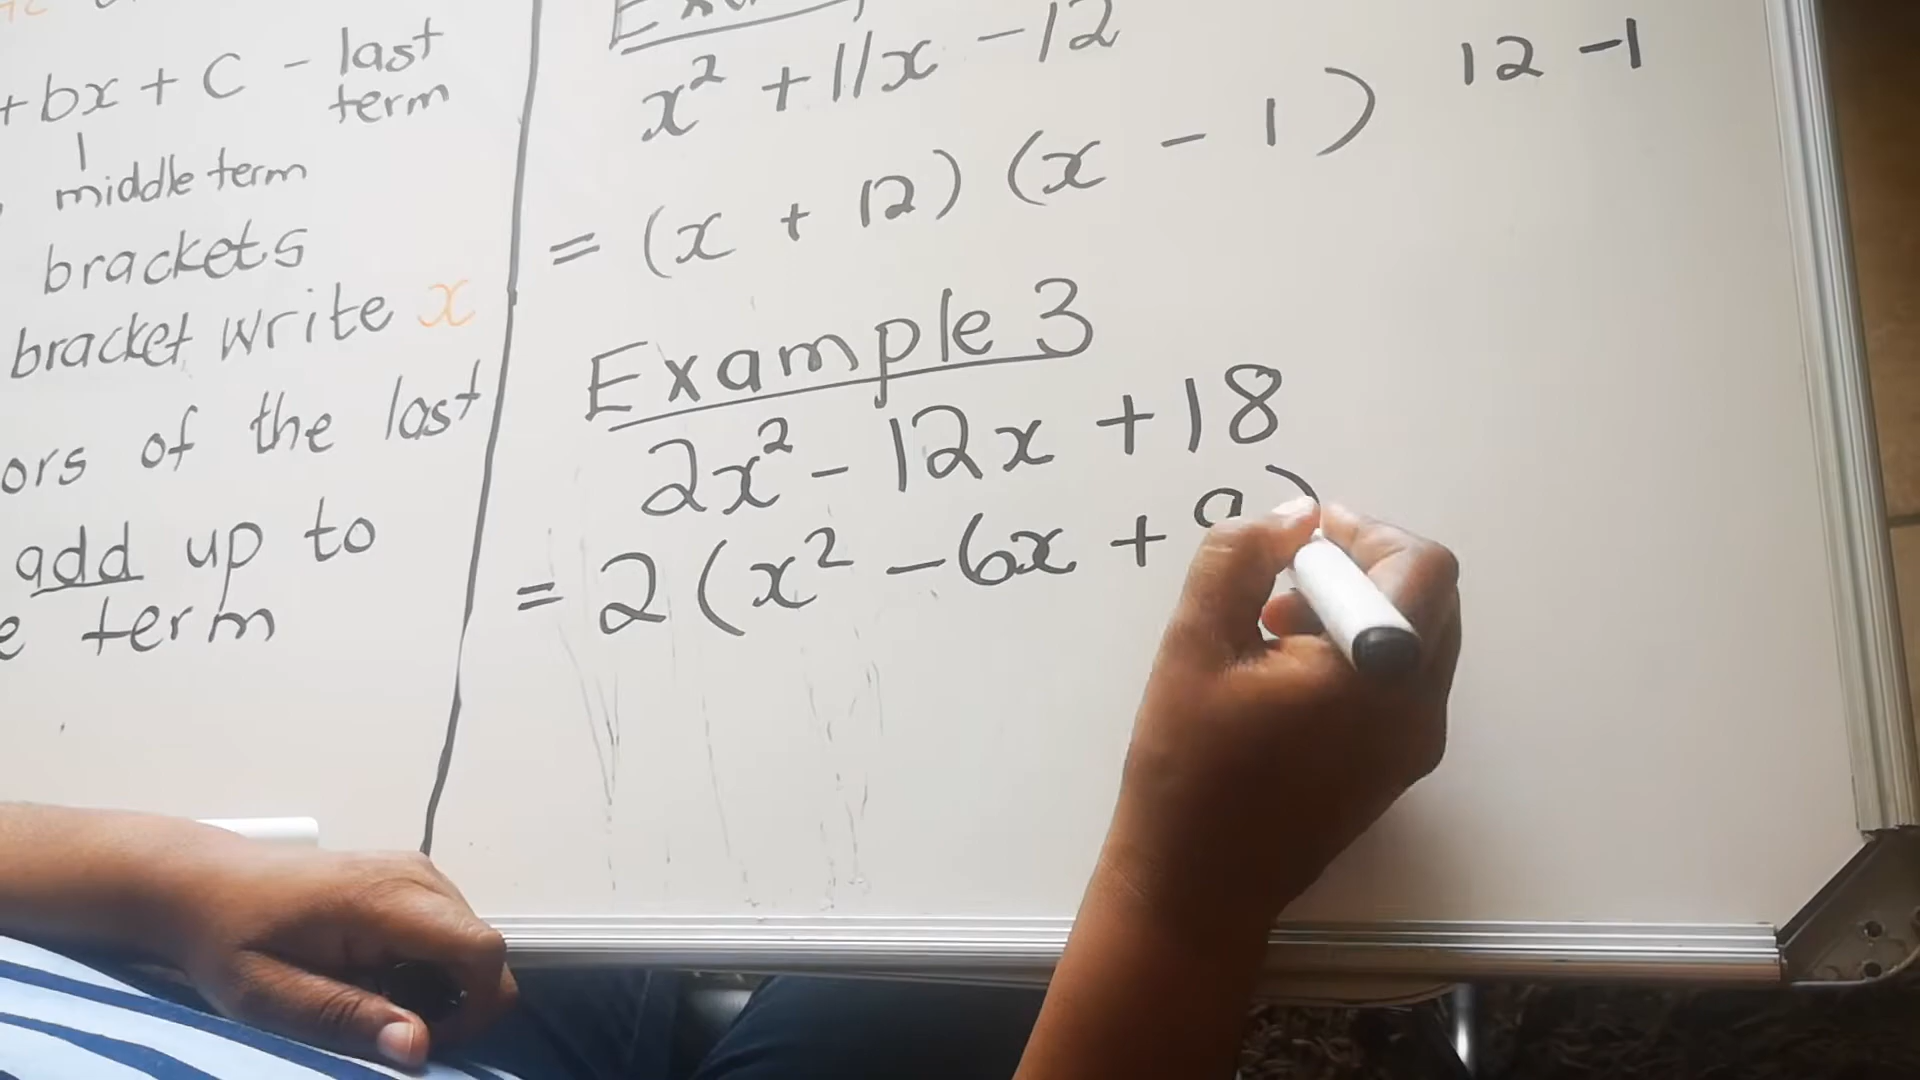 + bx + c - last term
middle term
brackets
bracket write x
ors of the last
add up to
term
x² + 11x - 12
12 -1
= (x + 12) (x - 1)
Example 3
2x² - 12x + 18
= 2 (x² - 6x + 9)